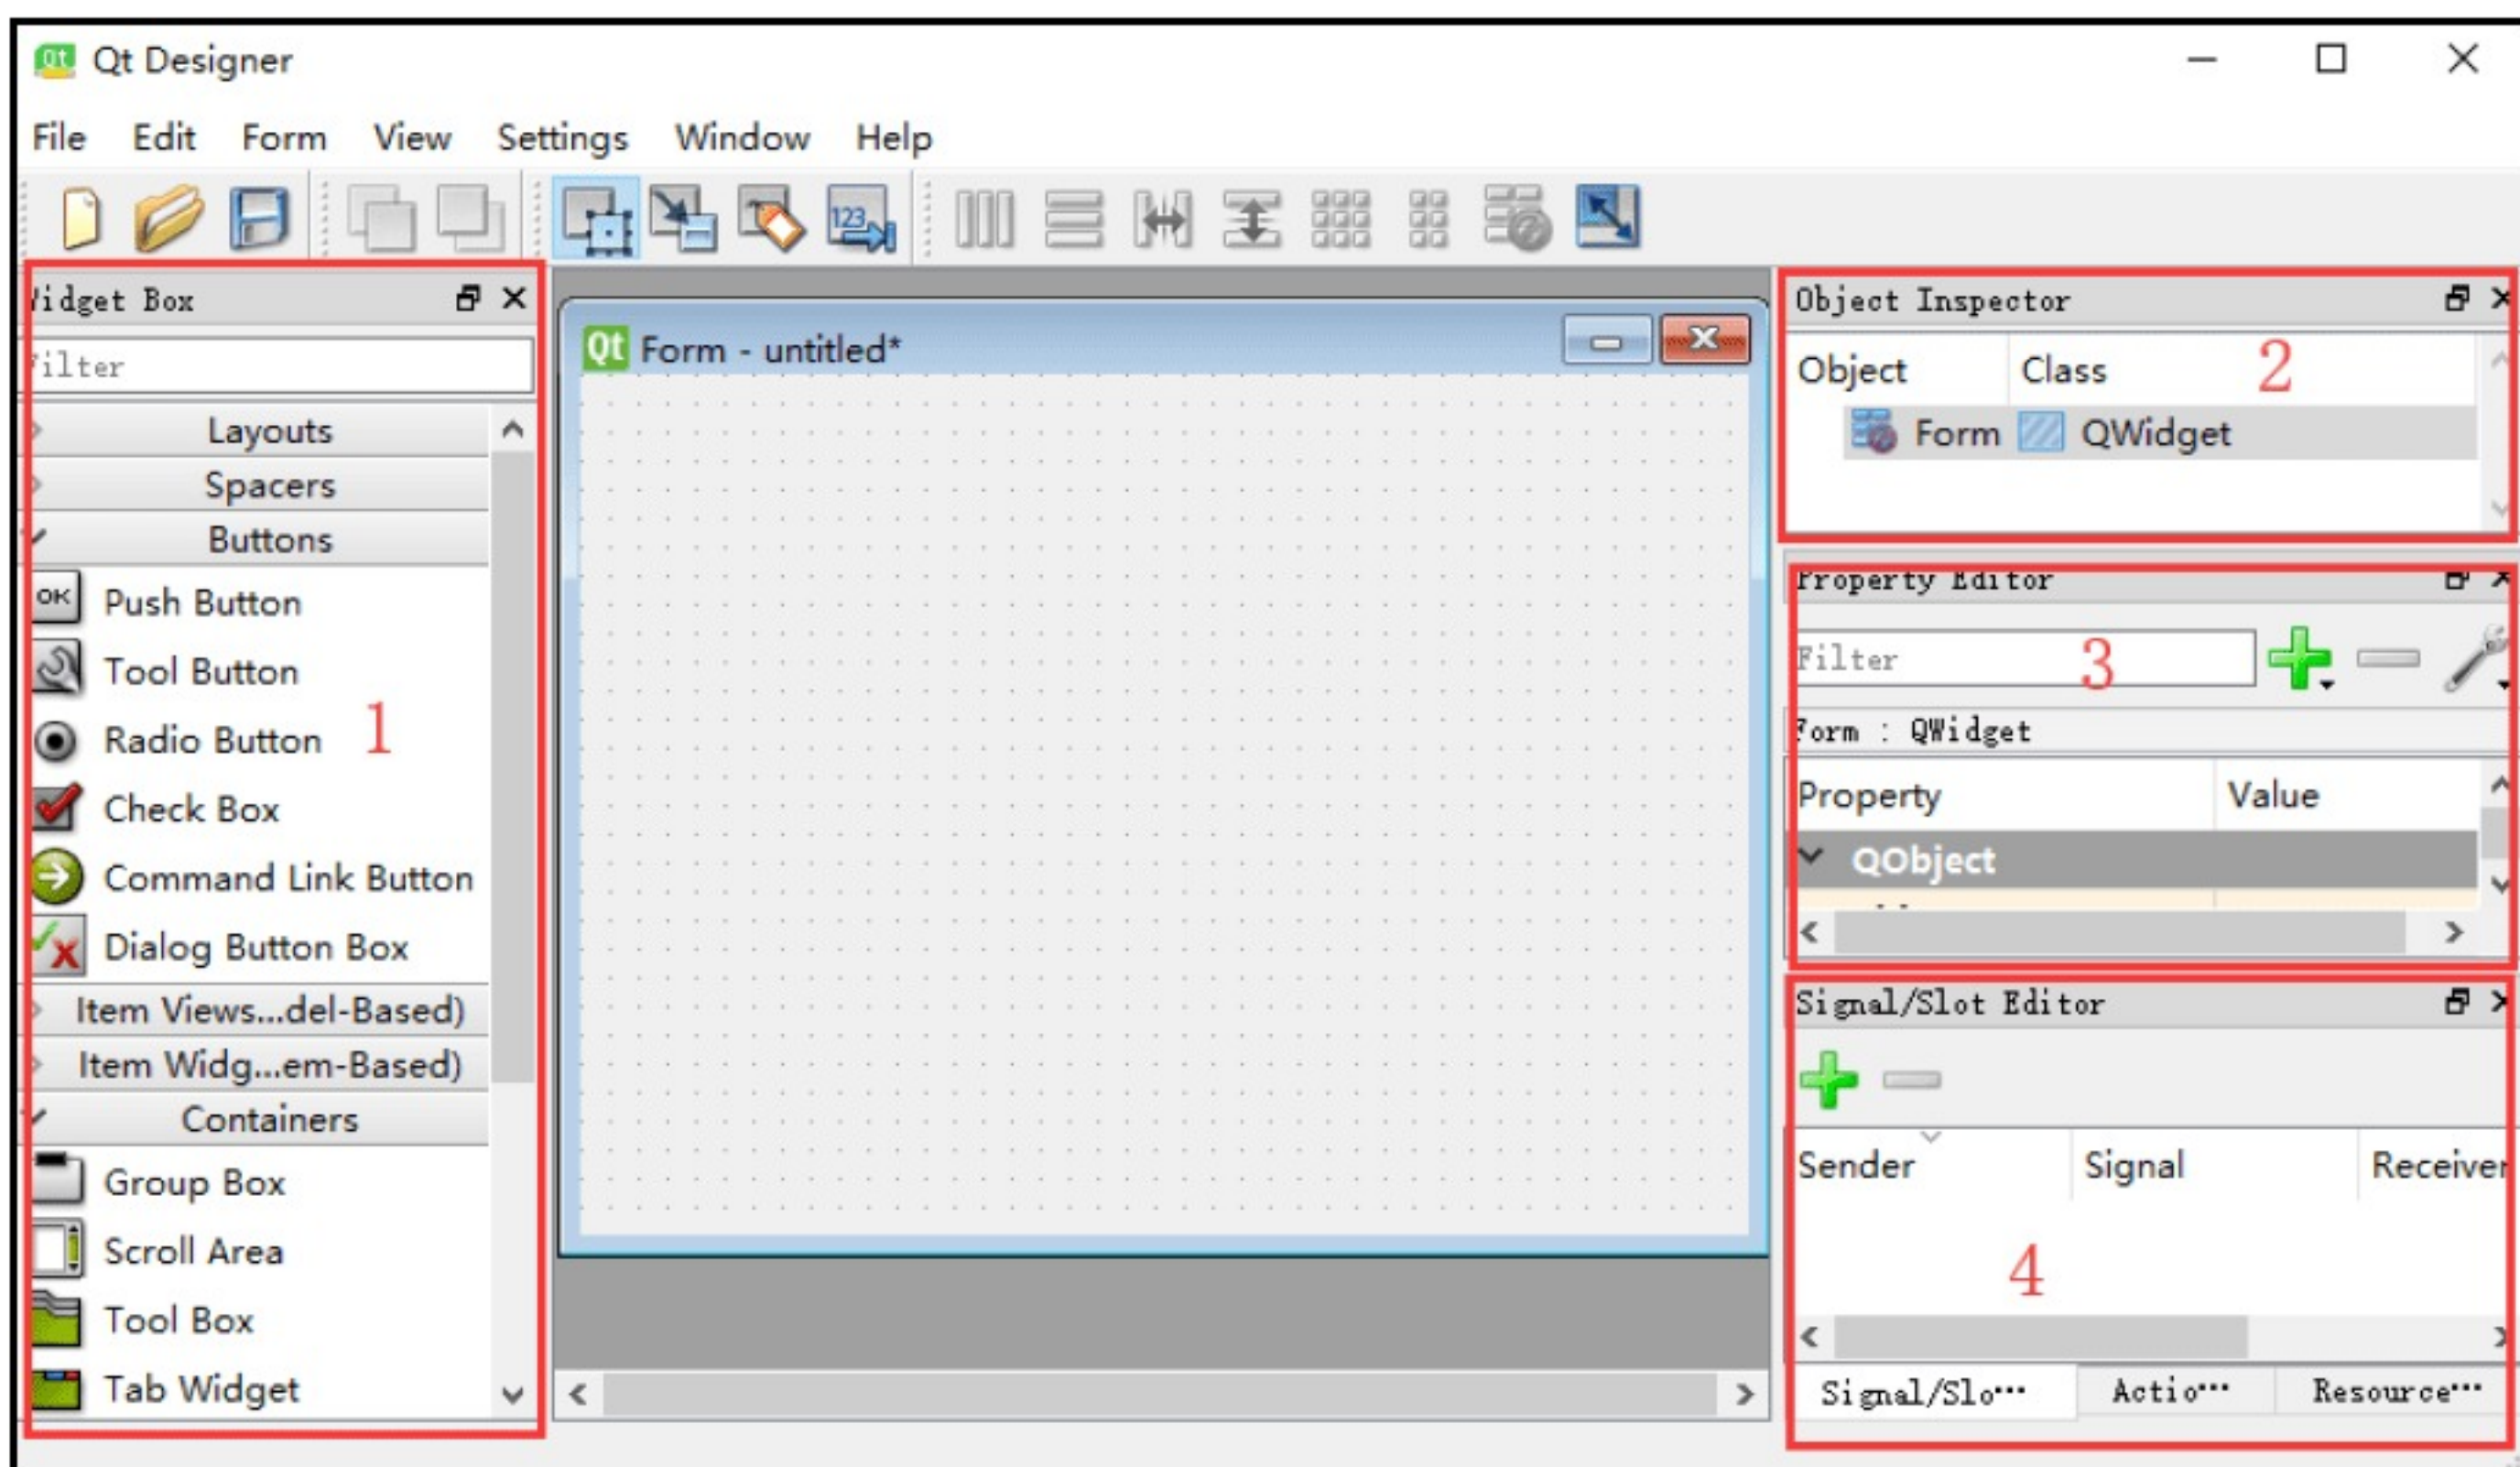 Qt Designer
File Edit Form View Settings Window Help
123
Widget Box
Filter
Layouts
Spacers
Buttons
OK Push Button
Tool Button
Radio Button
1
Check Box
Command Link Button
Dialog Button Box
Item Views...del-Based)
Item Widg...em-Based)
Containers
Group Box
Scroll Area
Tool Box
Tab Widget
Qt Form - untitled*
Object Inspector
Object Class
2
Form QWidget
Property Editor
Filter
3
Form : QWidget
Property Value
QObject
Signal/Slot Editor
Sender Signal Receiver
4
Signal/Slo… Actio… Resource…